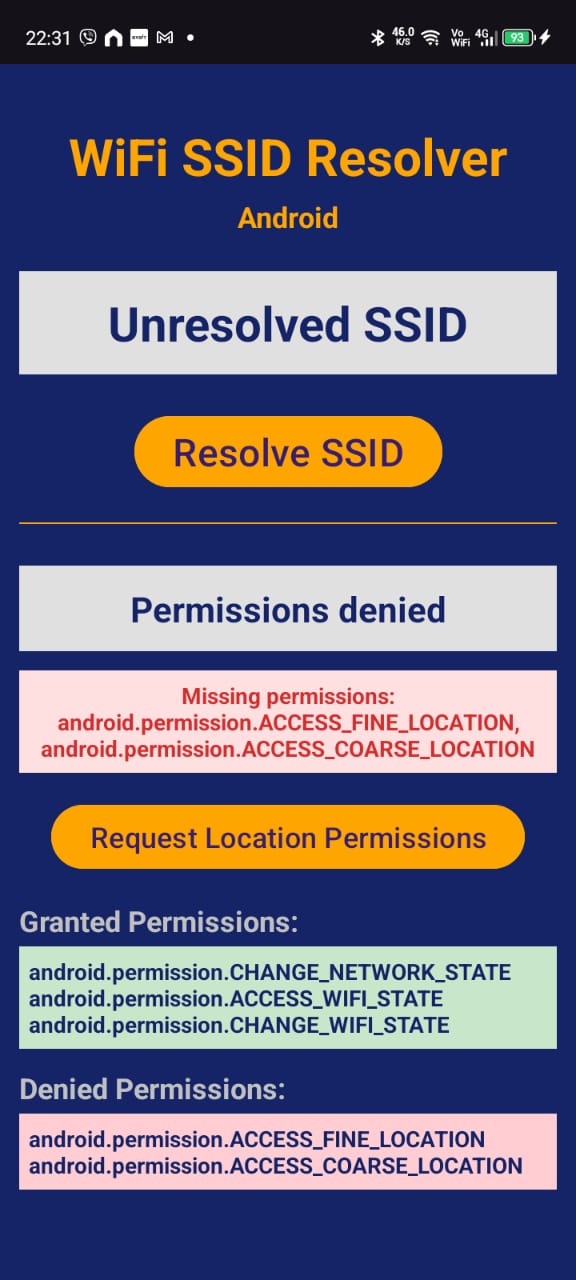 22:31
46.0
K/S
Vo
WiFi
4G
93
WiFi SSID Resolver
Android
Unresolved SSID
Resolve SSID
Permissions denied
Missing permissions:
android.permission.ACCESS_FINE_LOCATION,
android.permission.ACCESS_COARSE_LOCATION
Request Location Permissions
Granted Permissions:
android.permission.CHANGE_NETWORK_STATE
android.permission.ACCESS_WIFI_STATE
android.permission.CHANGE_WIFI_STATE
Denied Permissions:
android.permission.ACCESS_FINE_LOCATION
android.permission.ACCESS_COARSE_LOCATION